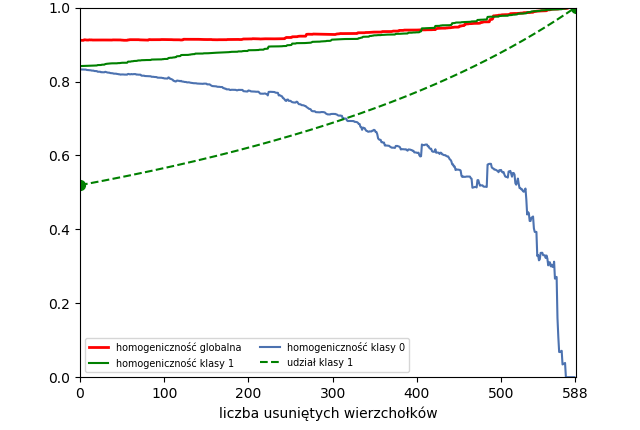 1.0
0.8
0.6
0.4
0.2
0.0
homogeniczność globalna
homogeniczność klasy 1
homogeniczność klasy 0
udział klasy 1
0 100 200 300 400 500 588
liczba usuniętych wierzchołków